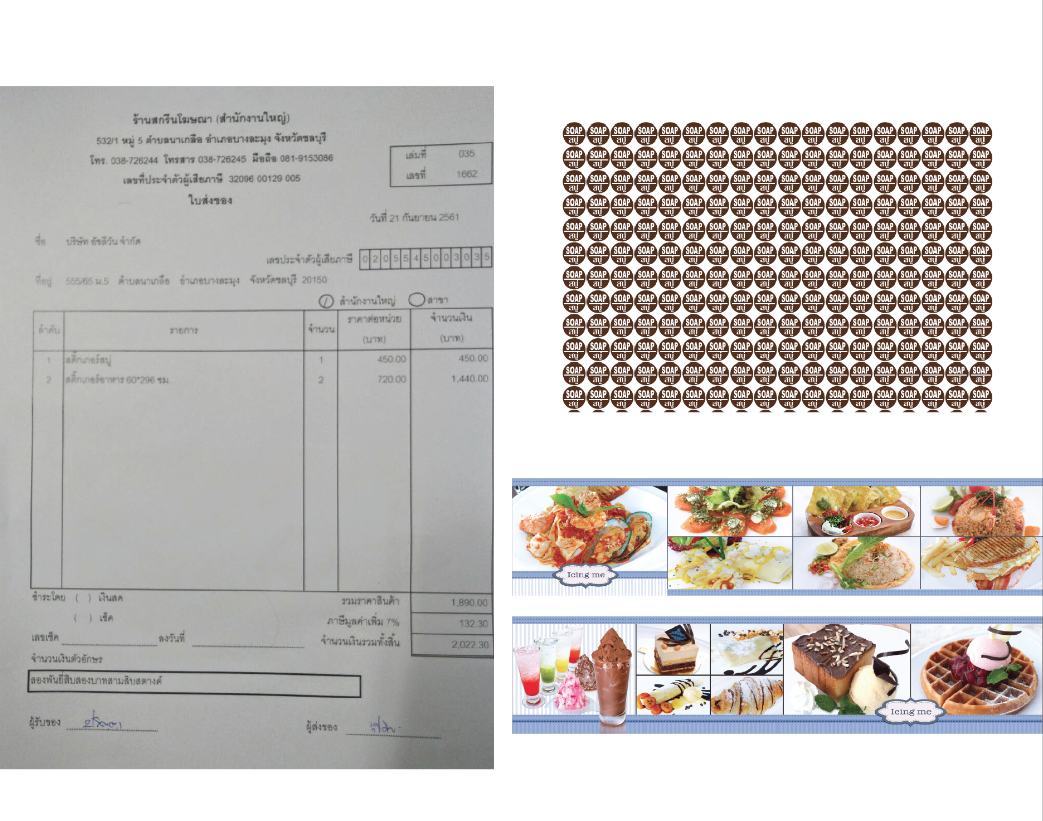 ร้านสกรีนโฆษณา (สำนักงานใหญ่)
532/1 หมู่ 5 ตำบลนาเกลือ อำเภอบางละมุง จังหวัดชลบุรี
โทร. 038-726244 โทรสาร 038-726245 มือถือ 081-9153086
เลขที่ประจำตัวผู้เสียภาษี 32096 00129 005
ใบส่งของ
เล่มที่ 035
เลขที่ 1662
วันที่ 21 กันยายน 2561
ชื่อ บริษัท อัชลีวัน จำกัด
เลขประจำตัวผู้เสียภาษี 0205545003035
ที่อยู่ 555/65 ม.5 ตำบลนาเกลือ อำเภอบางละมุง จังหวัดชลบุรี 20150
สำนักงานใหญ่ สาขา
ลำดับ รายการ จำนวน ราคาต่อหน่วย (บาท) จำนวนเงิน (บาท)
1 สติ๊กเกอร์สบู่ 1 450.00 450.00
2 สติ๊กเกอร์อาหาร 60*296 ซม. 2 720.00 1,440.00
ชำระโดย ( ) เงินสด
( ) เช็ค
เลขเช็ค ลงวันที่
รวมราคาสินค้า 1,890.00
ภาษีมูลค่าเพิ่ม 7% 132.30
จำนวนเงินรวมทั้งสิ้น 2,022.30
จำนวนเงินตัวอักษร
สองพันยี่สิบสองบาทสามสิบสตางค์
ผู้รับของ
ผู้ส่งของ
SOAP
สบู่
Icing me
Icing me